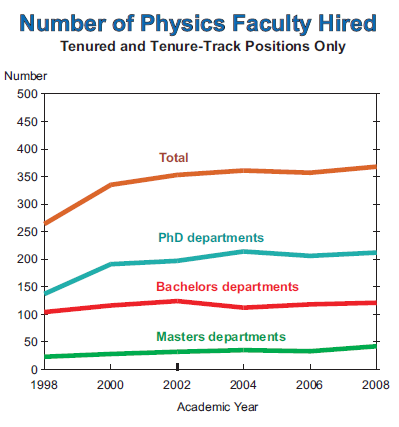 Number of Physics Faculty Hired
Tenured and Tenure-Track Positions Only
Number
500
450
400
350
300
250
200
150
100
50
0
Total
PhD departments
Bachelors departments
Masters departments
1998 2000 2002 2004 2006 2008
Academic Year